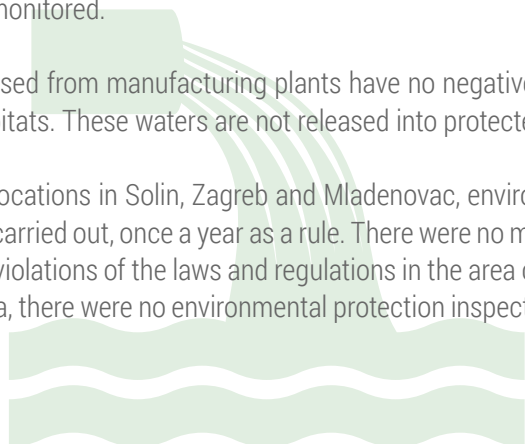 monitored.
sed from manufacturing plants have no negative
itats. These waters are not released into protecte
ocations in Solin, Zagreb and Mladenovac, enviro
carried out, once a year as a rule. There were no m
violations of the laws and regulations in the area
a, there were no environmental protection inspect